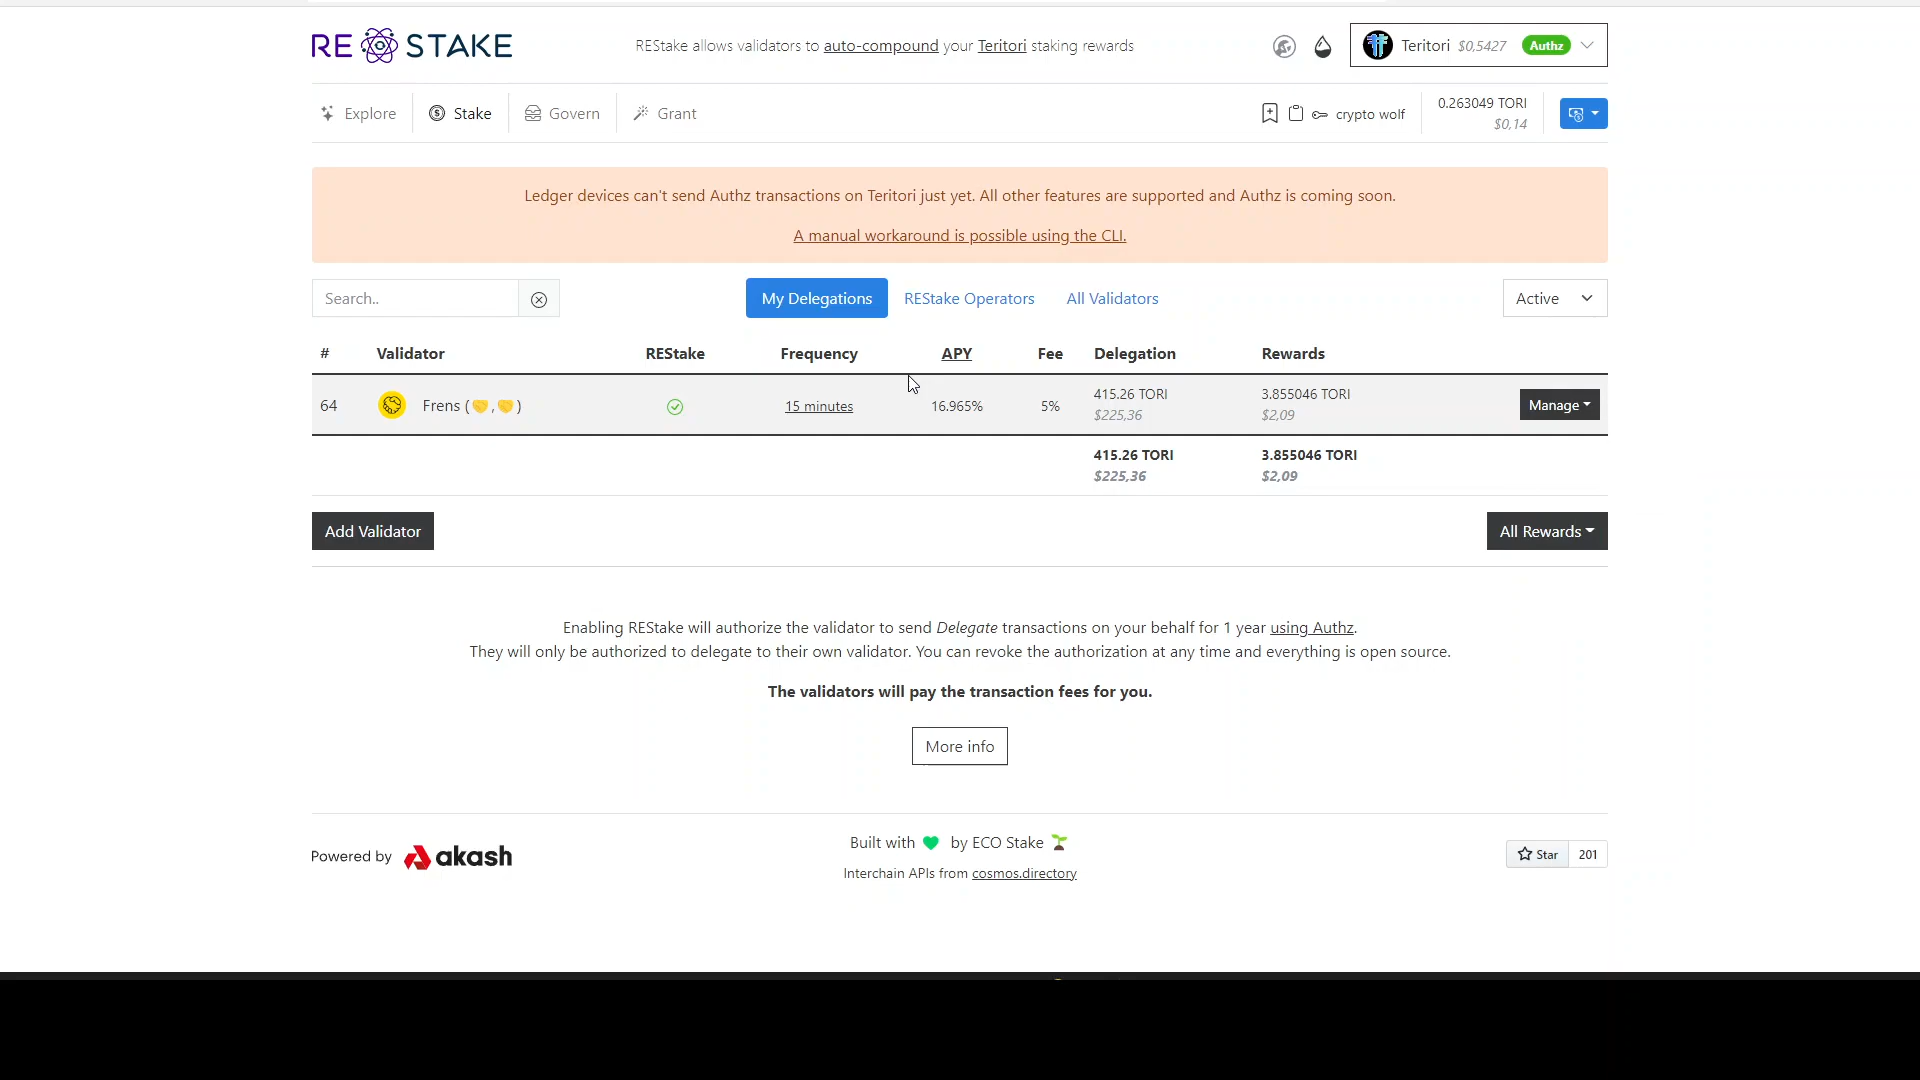 RE STAKE
REStake allows validators to auto-compound your Teritori staking rewards
Teritori $0,5427 Authz
Explore
Stake
Govern
Grant
crypto wolf
0.263049 TORI
$0,14
Ledger devices can't send Authz transactions on Teritori just yet. All other features are supported and Authz is coming soon.
A manual workaround is possible using the CLI.
Search..
My Delegations
REStake Operators
All Validators
Active
# Validator REStake Frequency APY Fee Delegation Rewards
64 Frens (🤝,🤝) 15 minutes 16.965% 5% 415.26 TORI 3.855046 TORI Manage
$225,36 $2,09
415.26 TORI 3.855046 TORI
$225,36 $2,09
Add Validator
All Rewards
Enabling REStake will authorize the validator to send Delegate transactions on your behalf for 1 year using Authz.
They will only be authorized to delegate to their own validator. You can revoke the authorization at any time and everything is open source.
The validators will pay the transaction fees for you.
More info
Powered by akash
Built with 💚 by ECO Stake 🌱
Interchain APIs from cosmos.directory
Star 201